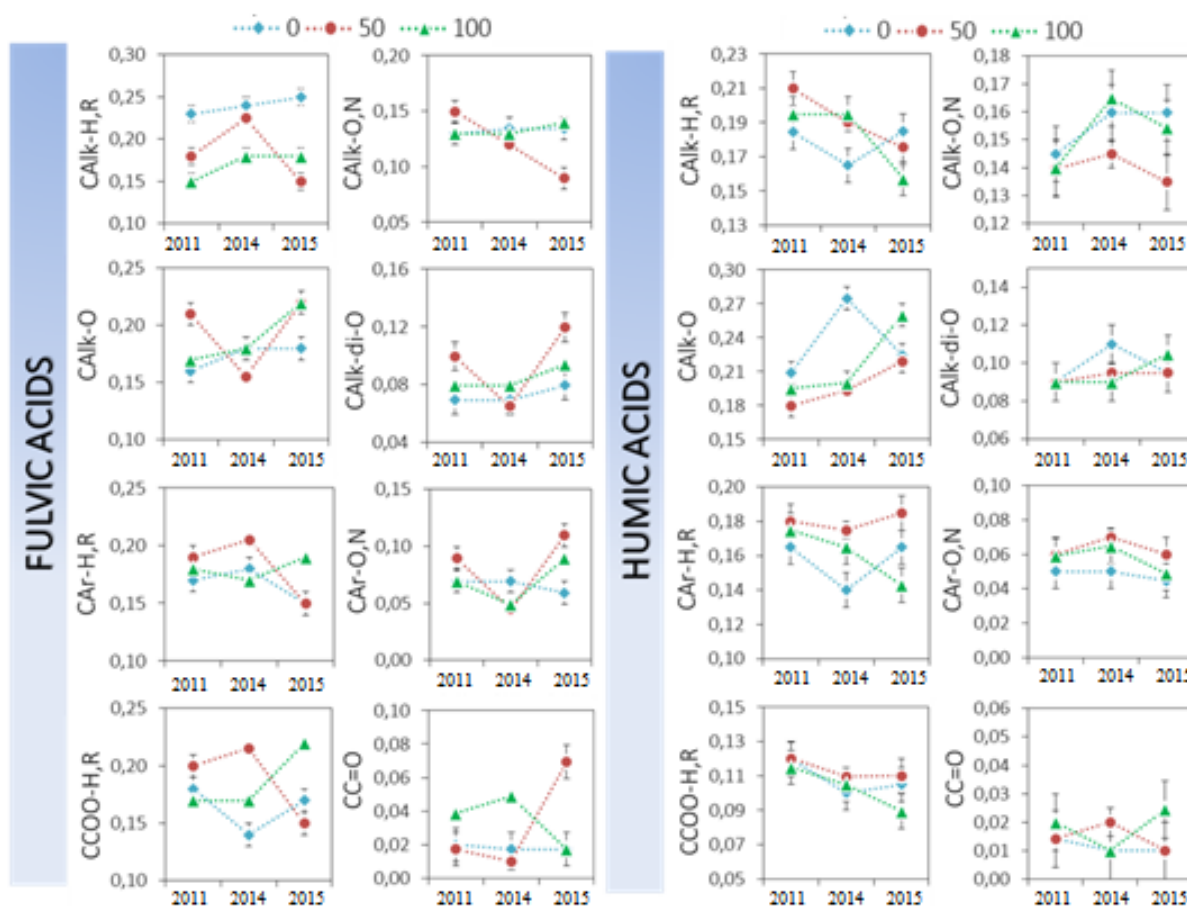 0 50 100
FULVIC ACIDS
CAlk-H,R
0,30
0,25
0,20
0,15
0,10
2011 2014 2015
CAlk-O,N
0,20
0,15
0,10
0,05
2011 2014 2015
CAlk-O
0,25
0,20
0,15
0,10
2011 2014 2015
CAlk-di-O
0,16
0,12
0,08
0,04
2011 2014 2015
CAr-H,R
0,25
0,20
0,15
0,10
2011 2014 2015
CAr-O,N
0,15
0,10
0,05
0,00
2011 2014 2015
CCOO-H,R
0,25
0,20
0,15
0,10
2011 2014 2015
CC=O
0,10
0,08
0,06
0,04
0,02
0,00
2011 2014 2015
0 50 100
HUMIC ACIDS
CAlk-H,R
0,23
0,21
0,19
0,17
0,15
0,13
2011 2014 2015
CAlk-O,N
0,18
0,17
0,16
0,15
0,14
0,13
0,12
2011 2014 2015
CAlk-O
0,30
0,27
0,24
0,21
0,18
0,15
2011 2014 2015
CAlk-di-O
0,14
0,12
0,10
0,08
0,06
2011 2014 2015
CAr-H,R
0,20
0,18
0,16
0,14
0,12
0,10
2011 2014 2015
CAr-O,N
0,10
0,08
0,06
0,04
0,02
0,00
2011 2014 2015
CCOO-H,R
0,15
0,13
0,11
0,09
0,07
0,05
2011 2014 2015
CC=O
0,06
0,05
0,04
0,03
0,02
0,01
0,00
2011 2014 2015